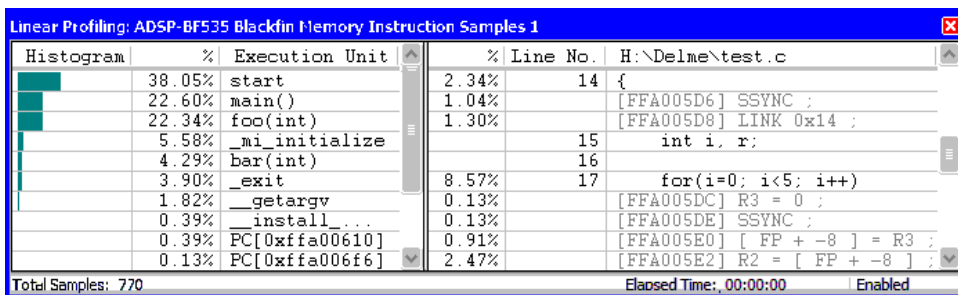 Linear Profiling: ADSP-BF535 Blackfin Memory Instruction Samples 1
Histogram % Execution Unit % Line No. H:\Delme\test.c
38.05% start 2.34% 14 {
22.60% main() 1.04% [FFA005D6] SSYNC ;
22.34% foo(int) 1.30% [FFA005D8] LINK 0x14 ;
5.58% _mi_initialize 15 int i, r;
4.29% bar(int) 16
3.90% _exit 8.57% 17 for(i=0; i<5; i++)
1.82% __getargv 0.13% [FFA005DC] R3 = 0 ;
0.39% __install_... 0.13% [FFA005DE] SSYNC ;
0.39% PC[0xffa00610] 0.91% [FFA005E0] [ FP + -8 ] = R3 ;
0.13% PC[0xffa006f6] 2.47% [FFA005E2] R2 = [ FP + -8 ] ;
Total Samples: 770 Elapsed Time: 00:00:00 Enabled